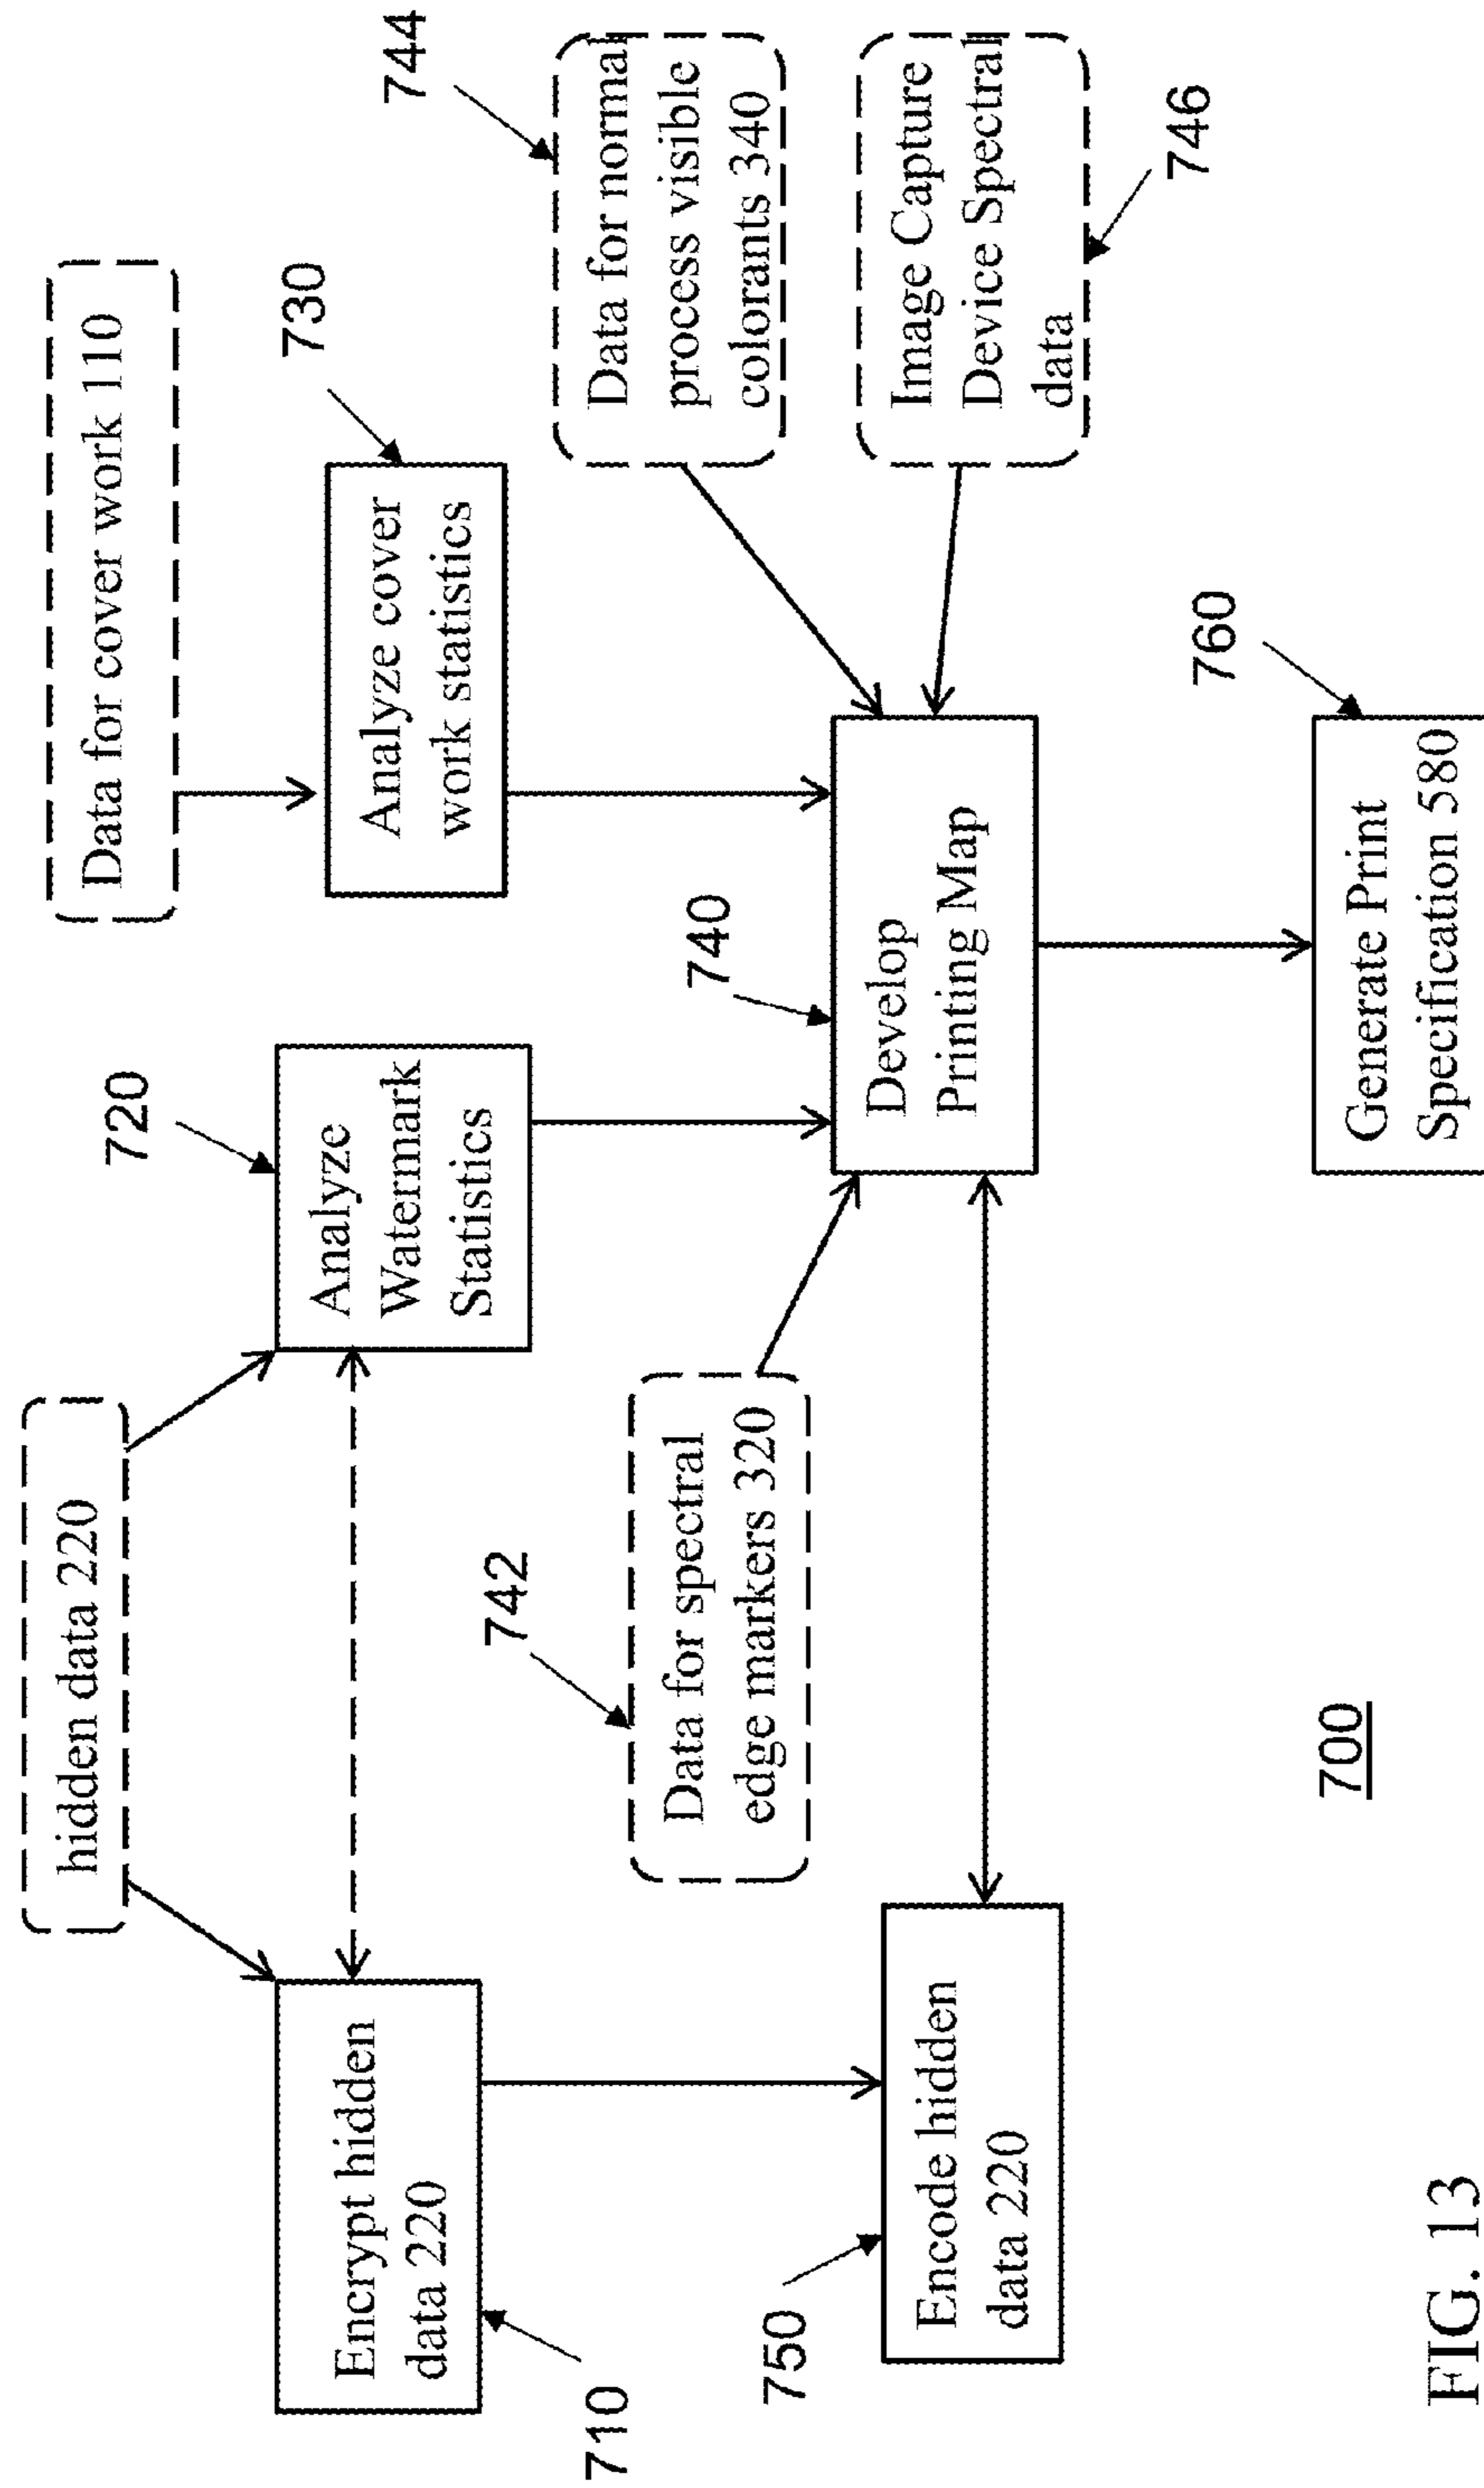 hidden data 220
Data for cover work 110
710
Encrypt hidden
data 220
720
Analyze
Watermark
Statistics
730
Analyze cover
work statistics
742
Data for spectral
edge markers 320
740
Develop
Printing Map
744
Data for normal
process visible
colorants 340
746
Image Capture
Device Spectral
data
750
Encode hidden
data 220
760
Generate Print
Specification 580
700
FIG. 13